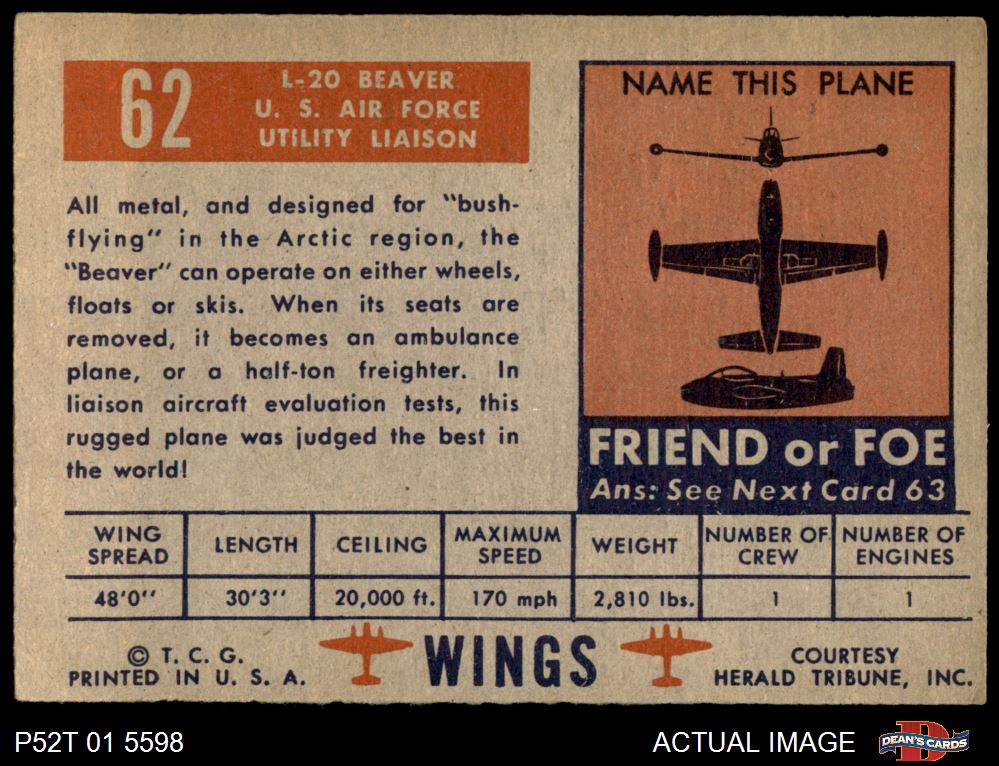 62
L-20 BEAVER
U. S. AIR FORCE
UTILITY LIAISON
All metal, and designed for "bush-
flying" in the Arctic region, the
"Beaver" can operate on either wheels,
floats or skis. When its seats are
removed, it becomes an ambulance
plane, or a half-ton freighter. In
liaison aircraft evaluation tests, this
rugged plane was judged the best in
the world!
NAME THIS PLANE
FRIEND or FOE
Ans: See Next Card 63
WING SPREAD LENGTH CEILING MAXIMUM SPEED WEIGHT NUMBER OF CREW NUMBER OF ENGINES
48'0" 30'3" 20,000 ft. 170 mph 2,810 lbs. 1 1
© T. C. G.
PRINTED IN U. S. A.
WINGS
COURTESY
HERALD TRIBUNE, INC.
P52T 01 5598
ACTUAL IMAGE
DEAN'S CARDS